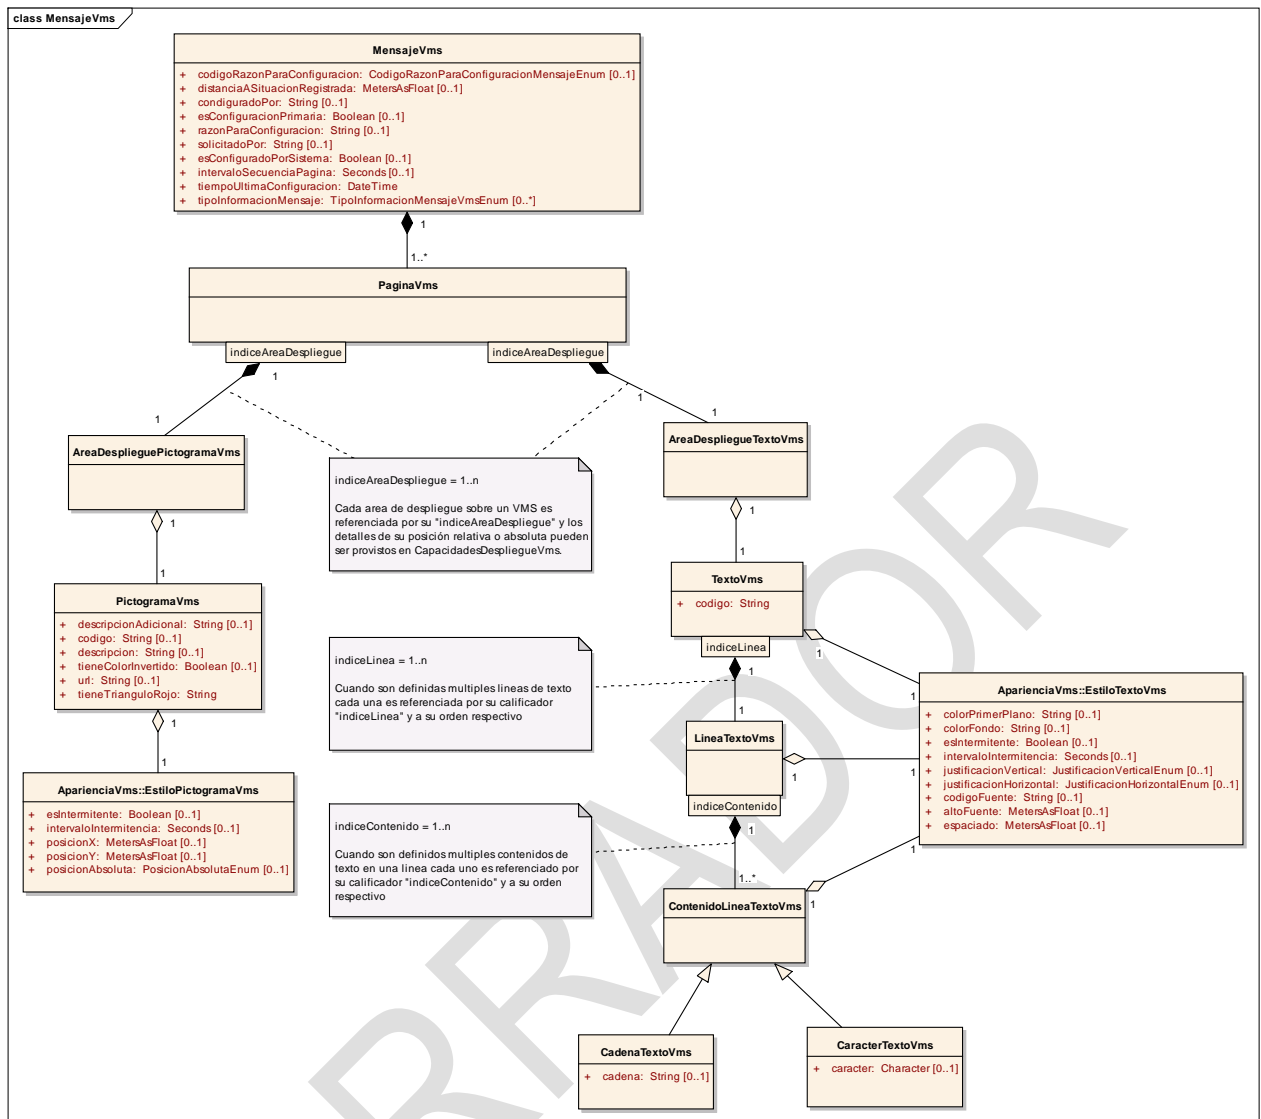 class MensajeVms
MensajeVms
+ codigoRazonParaConfiguracion: CodigoRazonParaConfiguracionMensajeEnum [0..1]
+ distanciaASituacionRegistrada: MetersAsFloat [0..1]
+ condiguradoPor: String [0..1]
+ esConfiguracionPrimaria: Boolean [0..1]
+ razonParaConfiguracion: String [0..1]
+ solicitadoPor: String [0..1]
+ esConfiguradoPorSistema: Boolean [0..1]
+ intervaloSecuenciaPagina: Seconds [0..1]
+ tiempoUltimaConfiguracion: DateTime
+ tipoInformacionMensaje: TipoInformacionMensajeVmsEnum [0..*]
1
1..*
PaginaVms
indiceAreaDespliegue
indiceAreaDespliegue
1
1
1
1
AreaDesplieguePictogramaVms
AreaDespliegueTextoVms
indiceAreaDespliegue = 1..n
Cada area de despliegue sobre un VMS es
referenciada por su "indiceAreaDespliegue" y los
detalles de su posición relativa o absoluta pueden
ser provistos en CapacidadesDespliegueVms.
1
1
1
1
PictogramaVms
+ descripcionAdicional: String [0..1]
+ codigo: String [0..1]
+ descripcion: String [0..1]
+ tieneColorInvertido: Boolean [0..1]
+ url: String [0..1]
+ tieneTrianguloRojo: String
TextoVms
+ codigo: String
indiceLinea
1
1
1
1
indiceLinea = 1..n
Cuando son definidas multiples lineas de texto
cada una es referenciada por su calificador
"indiceLinea" y a su orden respectivo
1
1
ApariencaVms::EstiloPictogramaVms
+ esIntermitente: Boolean [0..1]
+ intervaloIntermitencia: Seconds [0..1]
+ posicionX: MetersAsFloat [0..1]
+ posicionY: MetersAsFloat [0..1]
+ posicionAbsoluta: PosicionAbsolutaEnum [0..1]
LineaTextoVms
indiceContenido
1
1
AparienciaVms::EstiloTextoVms
+ colorPrimerPlano: String [0..1]
+ colorFondo: String [0..1]
+ esIntermitente: Boolean [0..1]
+ intervaloIntermitencia: Seconds [0..1]
+ justificacionVertical: JustificacionVerticalEnum [0..1]
+ justificacionHorizontal: JustificacionHorizontalEnum [0..1]
+ codigoFuente: String [0..1]
+ altoFuente: MetersAsFloat [0..1]
+ espaciado: MetersAsFloat [0..1]
indiceContenido = 1..n
Cuando son definidos multiples contenidos de
texto en una linea cada uno es referenciado por
su calificador "indiceContenido" y a su orden
respectivo
1
1..*
1
1
ContenidoLineaTextoVms
CadenaTextoVms
+ cadena: String [0..1]
CaracterTextoVms
+ caracter: Character [0..1]
RRADOR